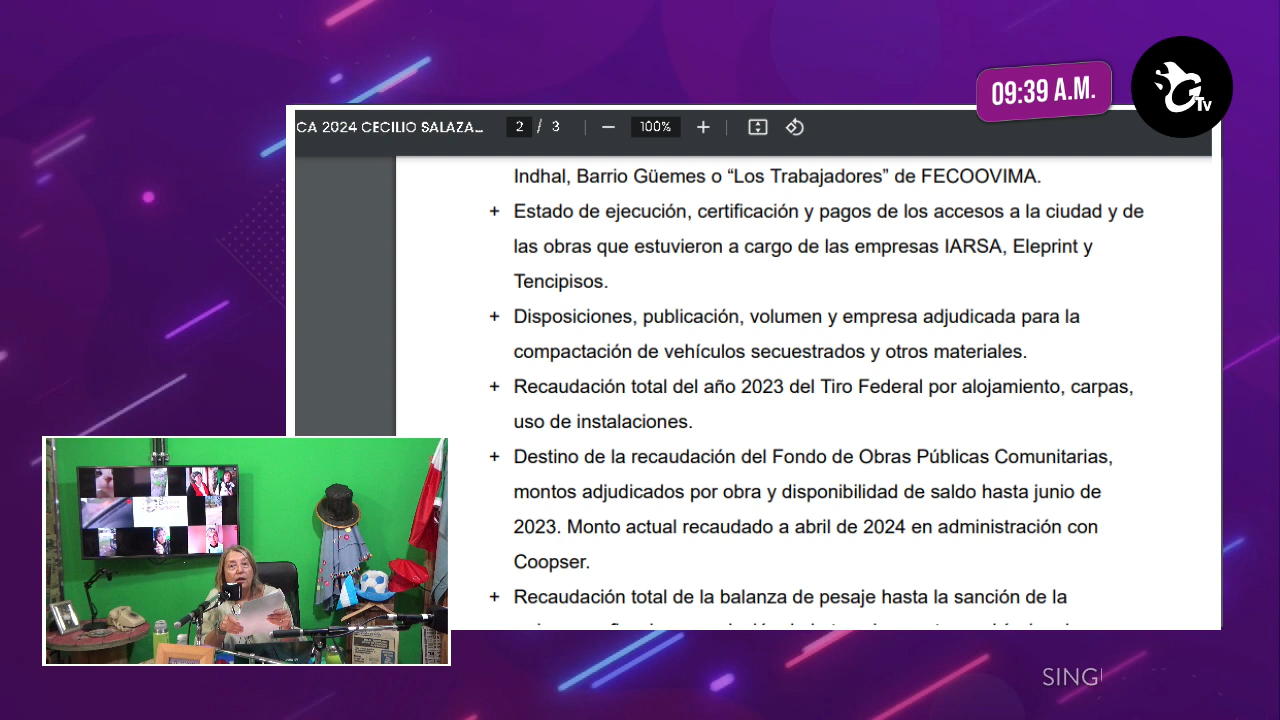 09:39 A.M.
GTv
CA 2024 CECILIO SALAZA... 2 / 3 — 100% +
Indhal, Barrio Güemes o “Los Trabajadores” de FECOOVIMA.
+ Estado de ejecución, certificación y pagos de los accesos a la ciudad y de
las obras que estuvieron a cargo de las empresas IARSA, Eleprint y
Tencipisos.
+ Disposiciones, publicación, volumen y empresa adjudicada para la
compactación de vehículos secuestrados y otros materiales.
+ Recaudación total del año 2023 del Tiro Federal por alojamiento, carpas,
uso de instalaciones.
+ Destino de la recaudación del Fondo de Obras Públicas Comunitarias,
montos adjudicados por obra y disponibilidad de saldo hasta junio de
2023. Monto actual recaudado a abril de 2024 en administración con
Coopser.
+ Recaudación total de la balanza de pesaje hasta la sanción de la
SING